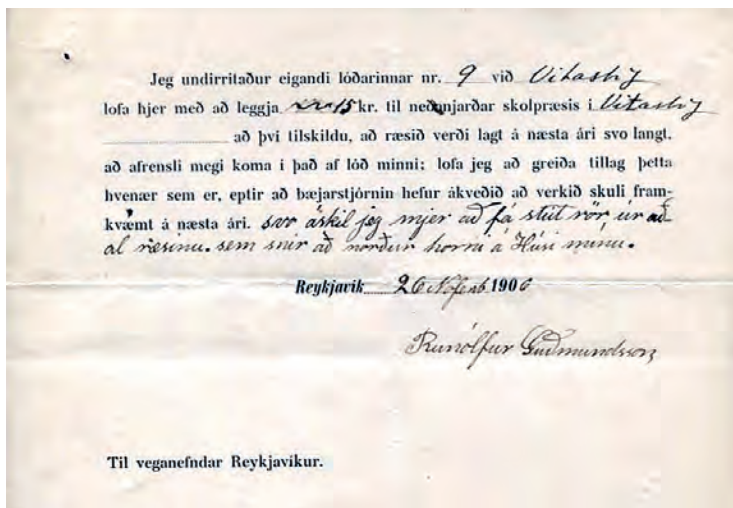 Jeg undirritaður eigandi lóðarinnar nr. 9 við Vitastig
lofa hjer með að leggja 15 kr. til neðanjarðar skolpræsis i Vitastig
að því tilskildu, að ræsið verði lagt á næsta ári svo langt,
að afrensli megi koma i það af lóð minni; lofa jeg að greiða tillag þetta
hvenær sem er, eptir að bæjarstjórnin hefur ákveðið að verkið skuli fram-
kvæmt á næsta ári. svo áskil jeg mjer að fá stút rör úr að
al ræsinu. sem snir að norður horni á Húsi mínu.
Reykjavík 26 Nófenb 1906
Runólfur Guðmundsson
Til veganefndar Reykjavíkur.